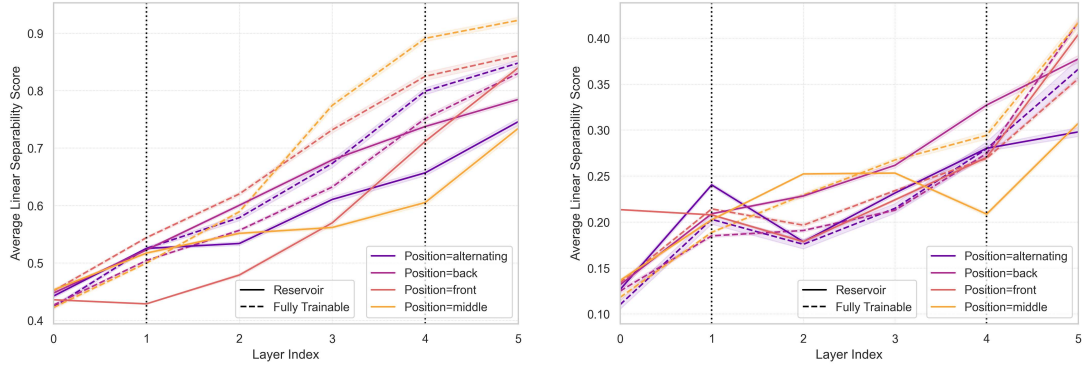 Average Linear Separability Score
0.9
0.8
0.7
0.6
0.5
0.4
0 1 2 3 4 5
Layer Index
Reservoir
Fully Trainable
Position=alternating
Position=back
Position=front
Position=middle
Average Linear Separability Score
0.40
0.35
0.30
0.25
0.20
0.15
0.10
0 1 2 3 4 5
Layer Index
Reservoir
Fully Trainable
Position=alternating
Position=back
Position=front
Position=middle